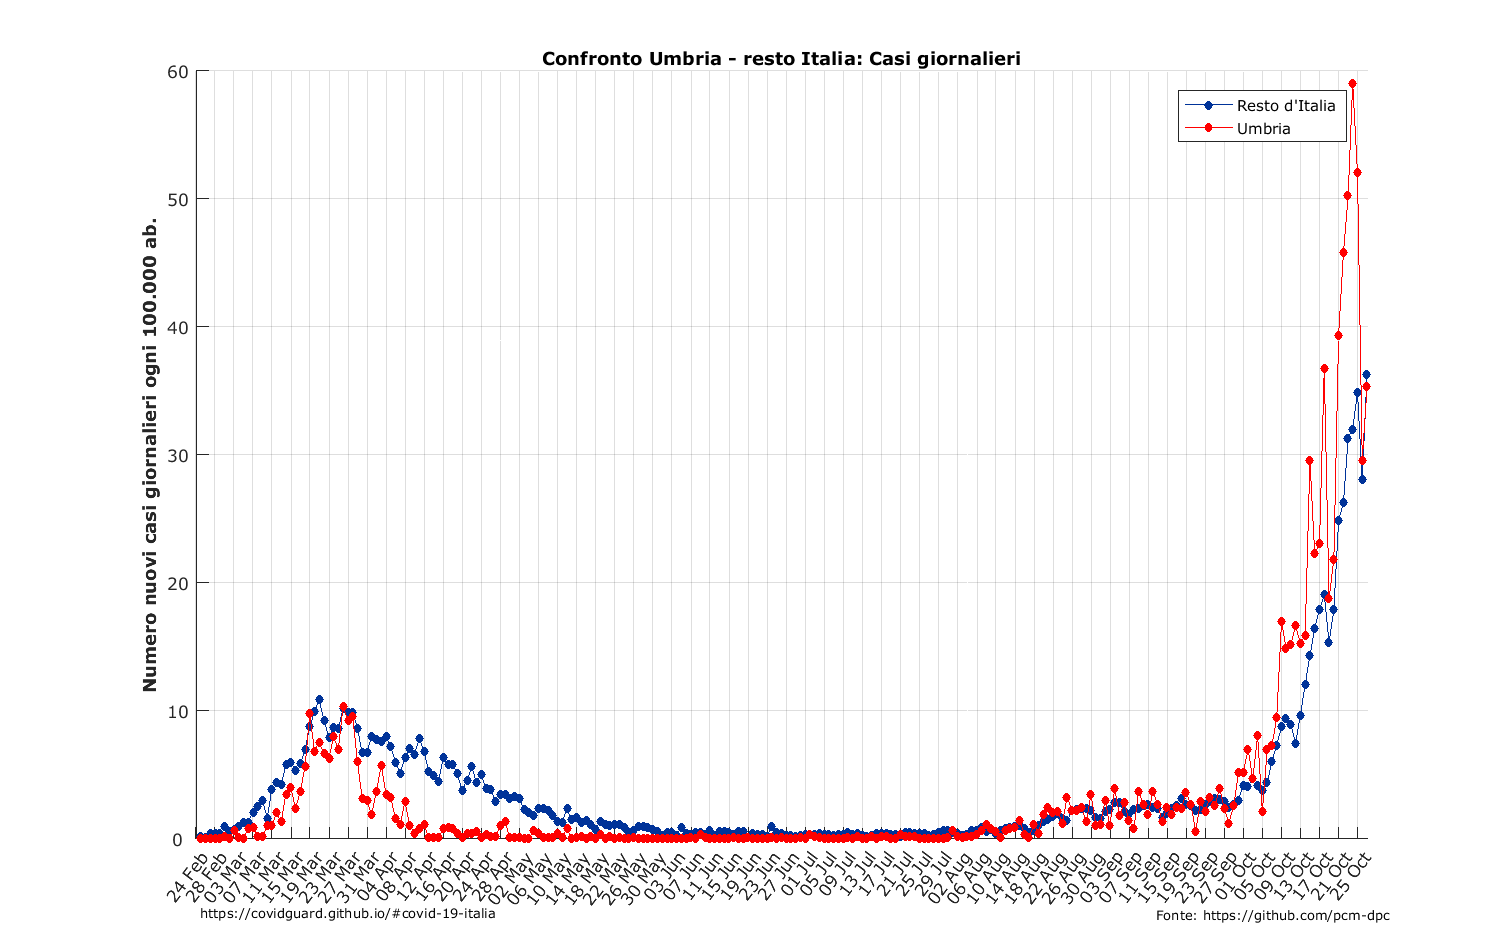 Confronto Umbria - resto Italia: Casi giornalieri
Resto d'Italia
Umbria
Numero nuovi casi giornalieri ogni 100.000 ab.
60
50
40
30
20
10
0
24 Feb
28 Feb
03 Mar
07 Mar
11 Mar
15 Mar
19 Mar
23 Mar
27 Mar
31 Mar
04 Apr
08 Apr
12 Apr
16 Apr
20 Apr
24 Apr
28 Apr
02 May
06 May
10 May
14 May
18 May
22 May
26 May
30 May
03 Jun
07 Jun
11 Jun
15 Jun
19 Jun
23 Jun
27 Jun
01 Jul
05 Jul
09 Jul
13 Jul
17 Jul
21 Jul
25 Jul
29 Jul
02 Aug
06 Aug
10 Aug
14 Aug
18 Aug
22 Aug
26 Aug
30 Aug
03 Sep
07 Sep
11 Sep
15 Sep
19 Sep
23 Sep
27 Sep
01 Oct
05 Oct
09 Oct
13 Oct
17 Oct
21 Oct
25 Oct
https://covidguard.github.io/#covid-19-italia
Fonte: https://github.com/pcm-dpc